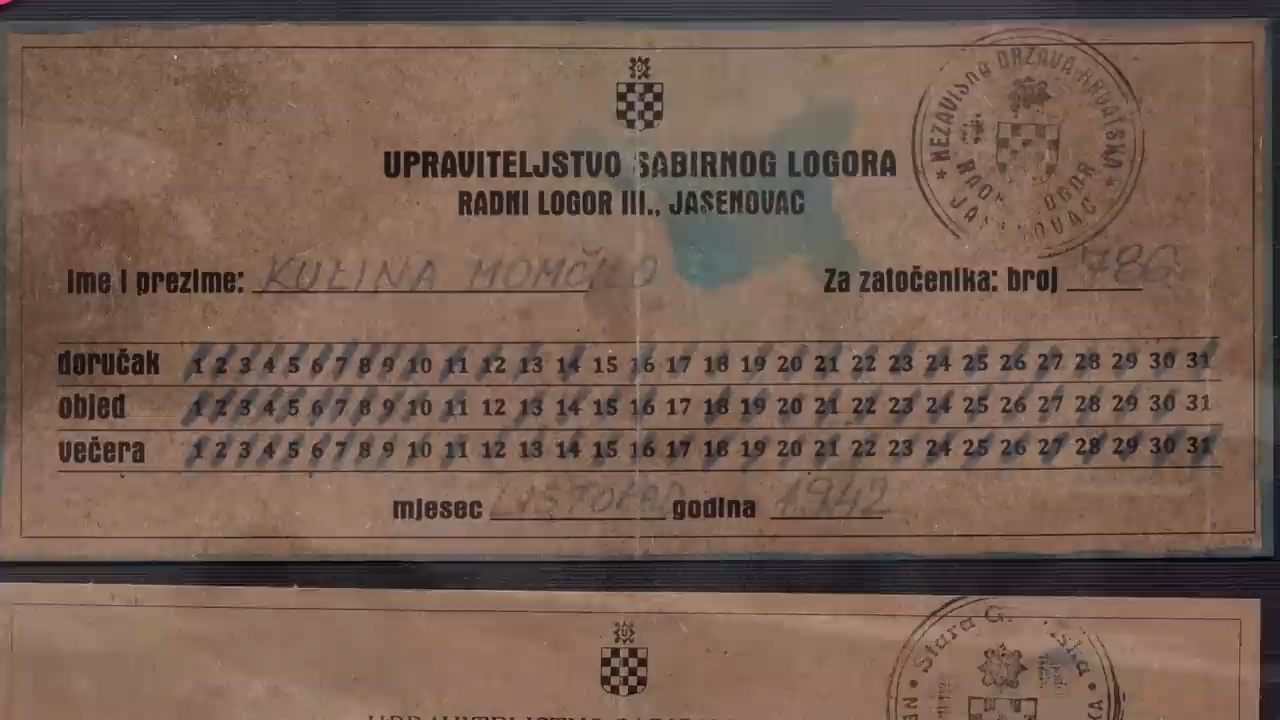 NEZAVISNA DRŽAVA HRVATSKA
RADNI LOGOR
JASENOVAC
UPRAVITELJSTVO SABIRNOG LOGORA
RADNI LOGOR III., JASENOVAC
Ime i prezime: KULINA MOMČILO Za zatočenika: broj 786
doručak 1 2 3 4 5 6 7 8 9 10 11 12 13 14 15 16 17 18 19 20 21 22 23 24 25 26 27 28 29 30 31
objed 1 2 3 4 5 6 7 8 9 10 11 12 13 14 15 16 17 18 19 20 21 22 23 24 25 26 27 28 29 30 31
večera 1 2 3 4 5 6 7 8 9 10 11 12 13 14 15 16 17 18 19 20 21 22 23 24 25 26 27 28 29 30 31
mjesec LISTOPAD godina 1942
Stara